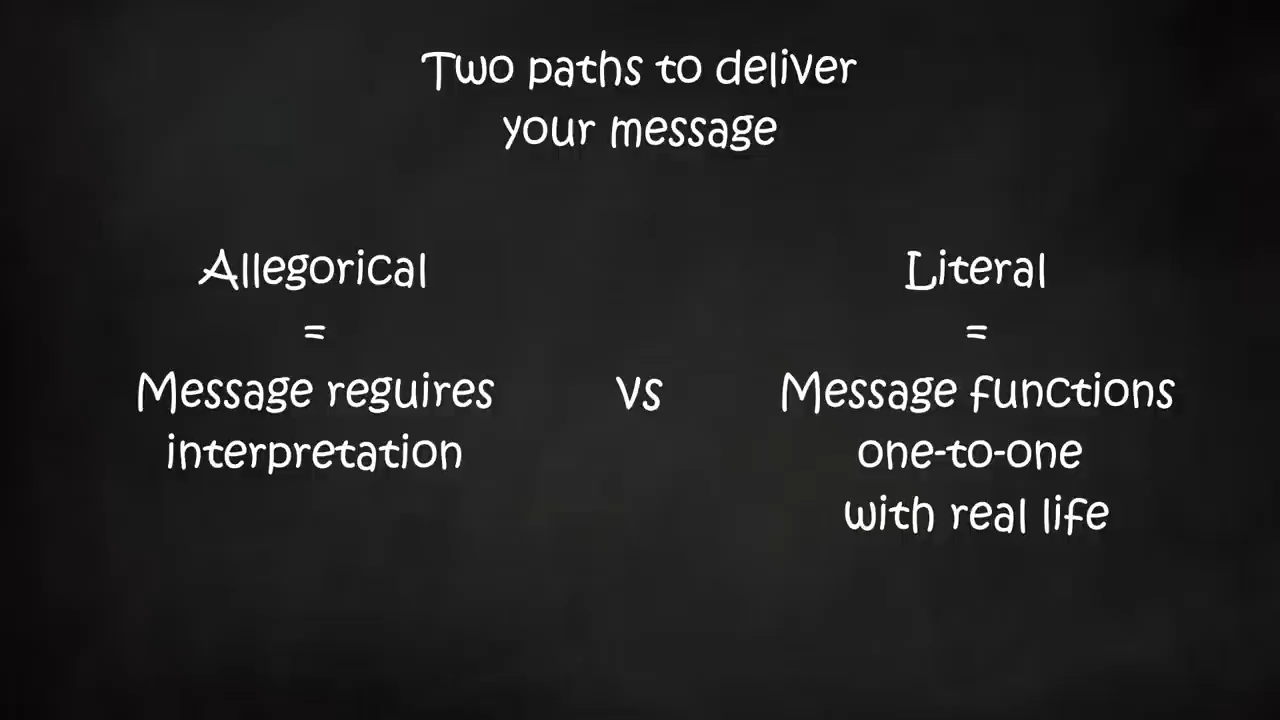 Two paths to deliver
your message
Allegorical
=
Message reguires
interpretation
vs
Literal
=
Message functions
one-to-one
with real life